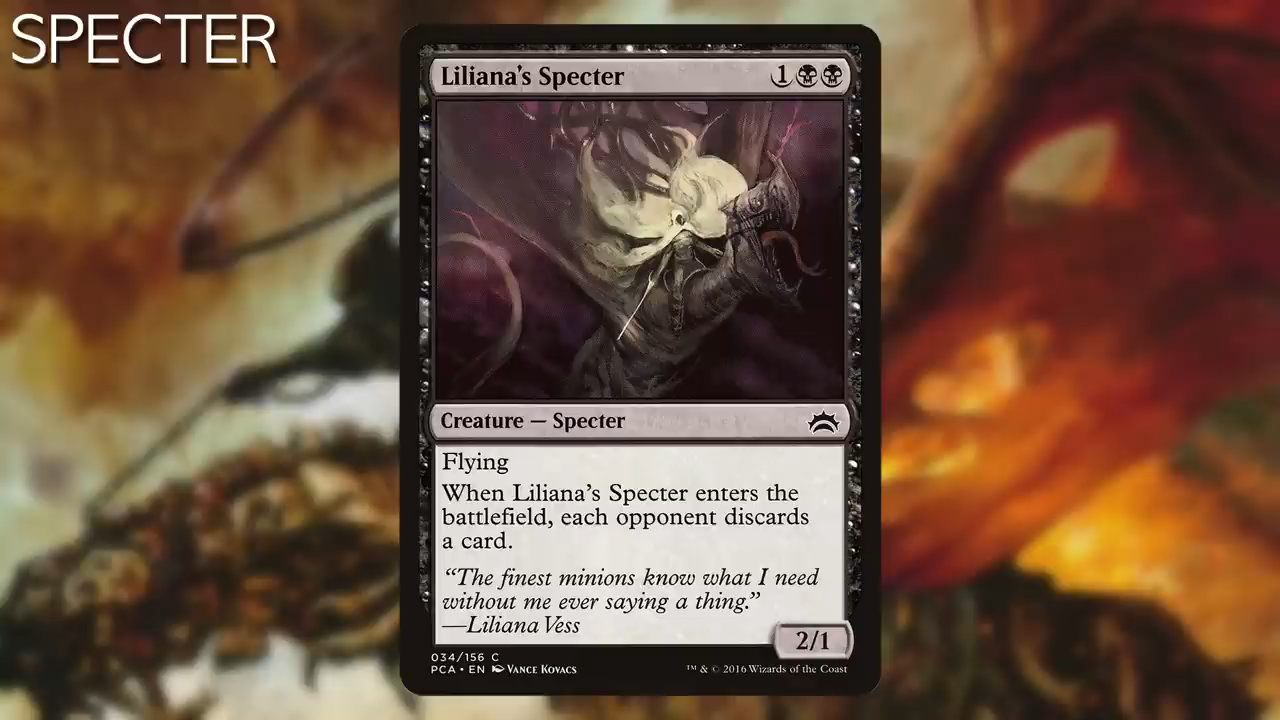 SPECTER
Liliana's Specter 1
Creature — Specter
Flying
When Liliana's Specter enters the
battlefield, each opponent discards
a card.
“The finest minions know what I need
without me ever saying a thing.”
—Liliana Vess
2/1
034/156 C
PCA • EN VANCE KOVACS
™ & © 2016 Wizards of the Coast